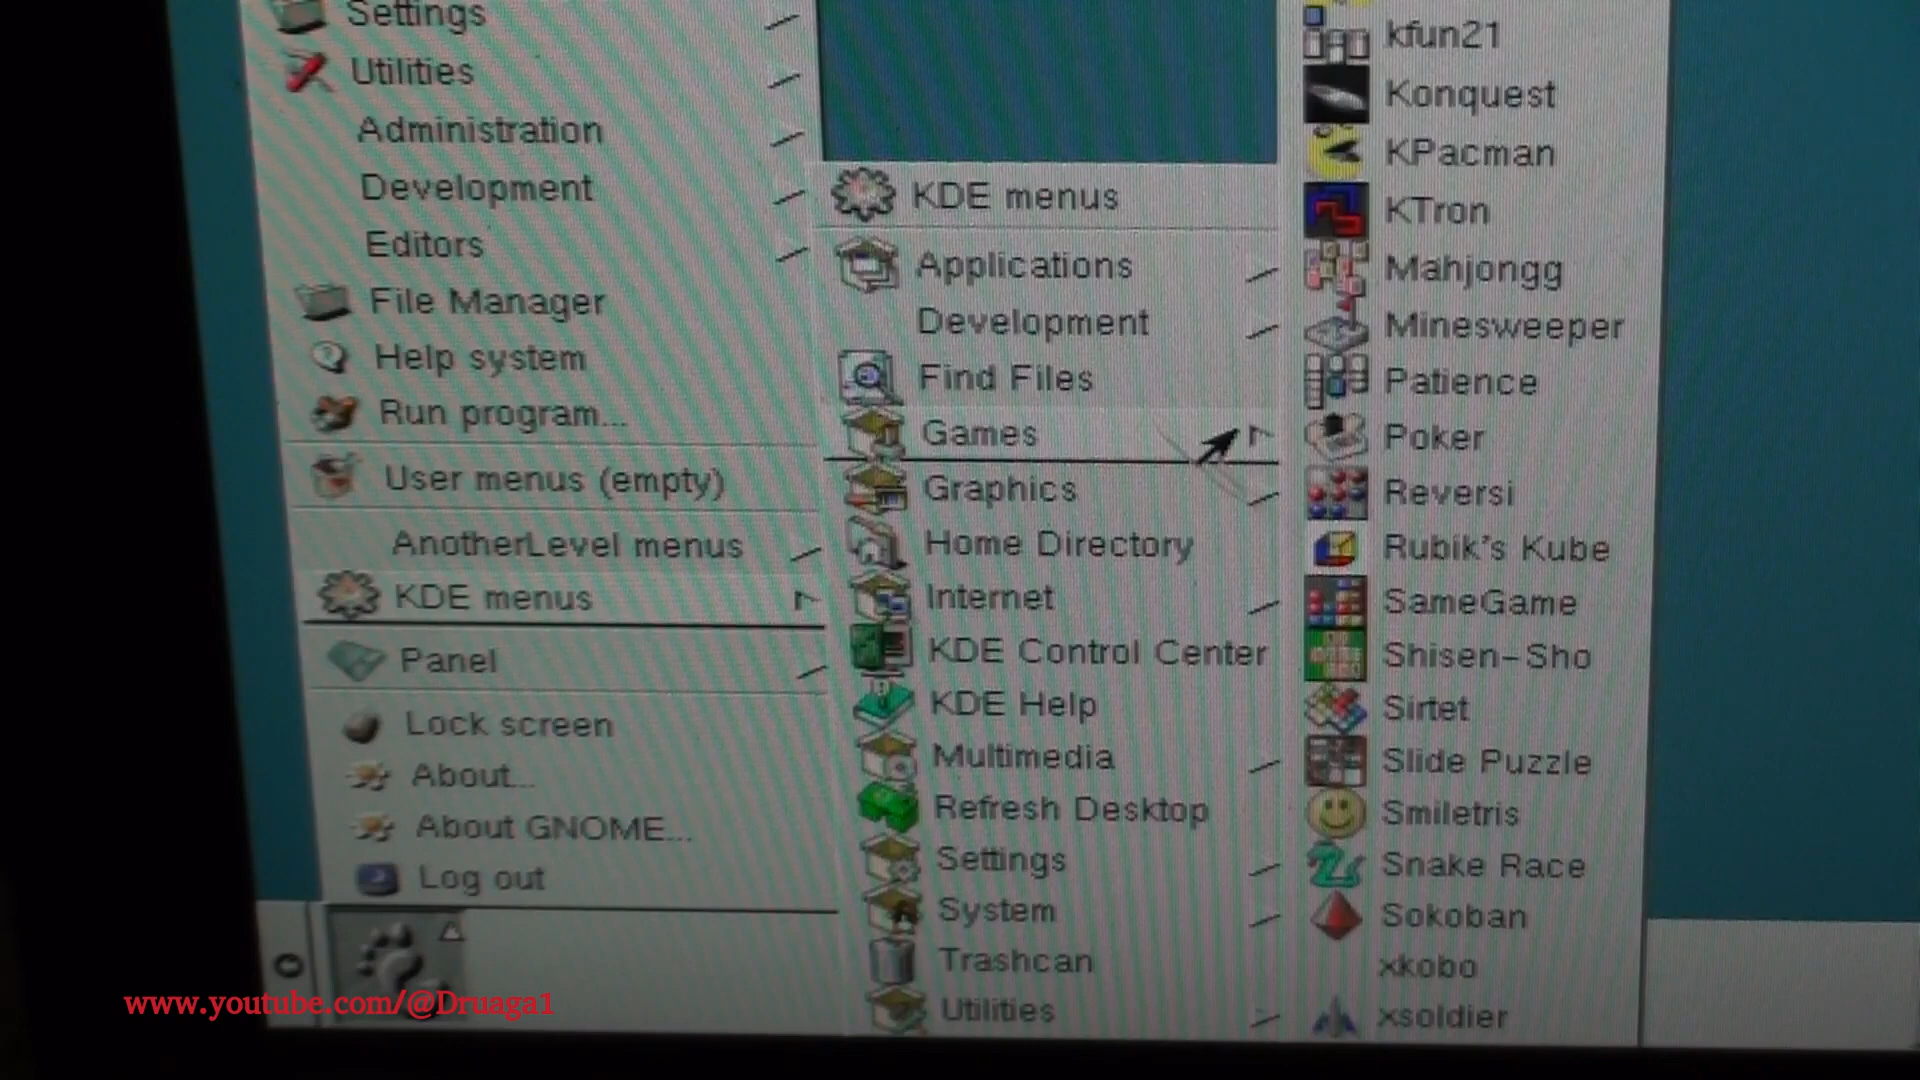 Settings
Utilities
Administration
Development
Editors
File Manager
Help system
Run program...
User menus (empty)
AnotherLevel menus
KDE menus
Panel
Lock screen
About...
About GNOME...
Log out
KDE menus
Applications
Development
Find Files
Games
Graphics
Home Directory
Internet
KDE Control Center
KDE Help
Multimedia
Refresh Desktop
Settings
System
Trashcan
Utilities
kfun21
Konquest
KPacman
KTron
Mahjongg
Minesweeper
Patience
Poker
Reversi
Rubik's Kube
SameGame
Shisen-Sho
Sirtet
Slide Puzzle
Smiletris
Snake Race
Sokoban
xkobo
xsoldier
www.youtube.com/@Druaga1